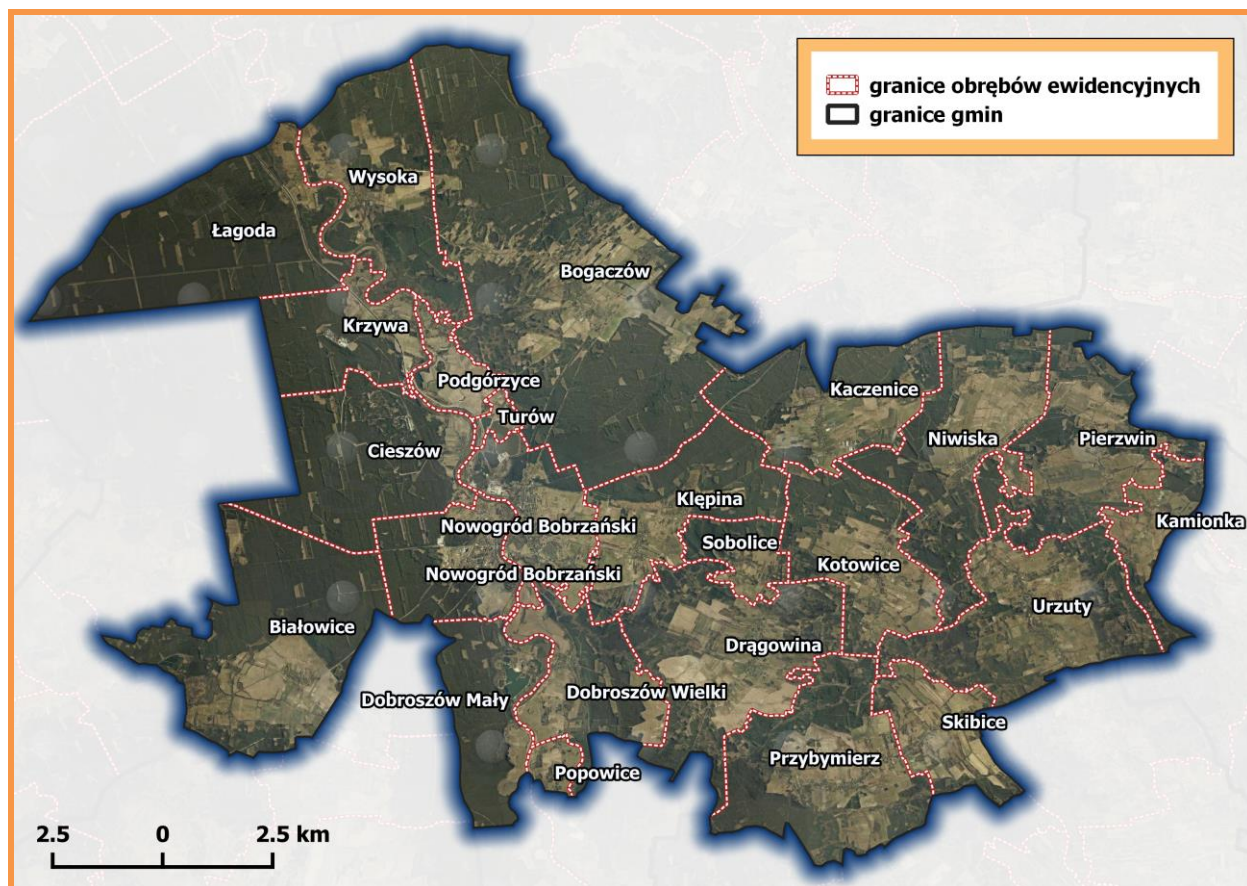 granice obrębów ewidencyjnych
granice gmin
Wysoka
Łagoda
Bogaczów
Krzywa
Podgórzyce
Kaczenice
Turów
Niwiska
Pierzwin
Cieszów
Klępina
Kamionka
Nowogród Bobrzański
Sobolice
Kotowice
Nowogród Bobrzański
Urzuty
Białowice
Drągowina
Dobroszów Mały
Dobroszów Wielki
Skibice
Przybymierz
Popowice
2.5 0 2.5 km